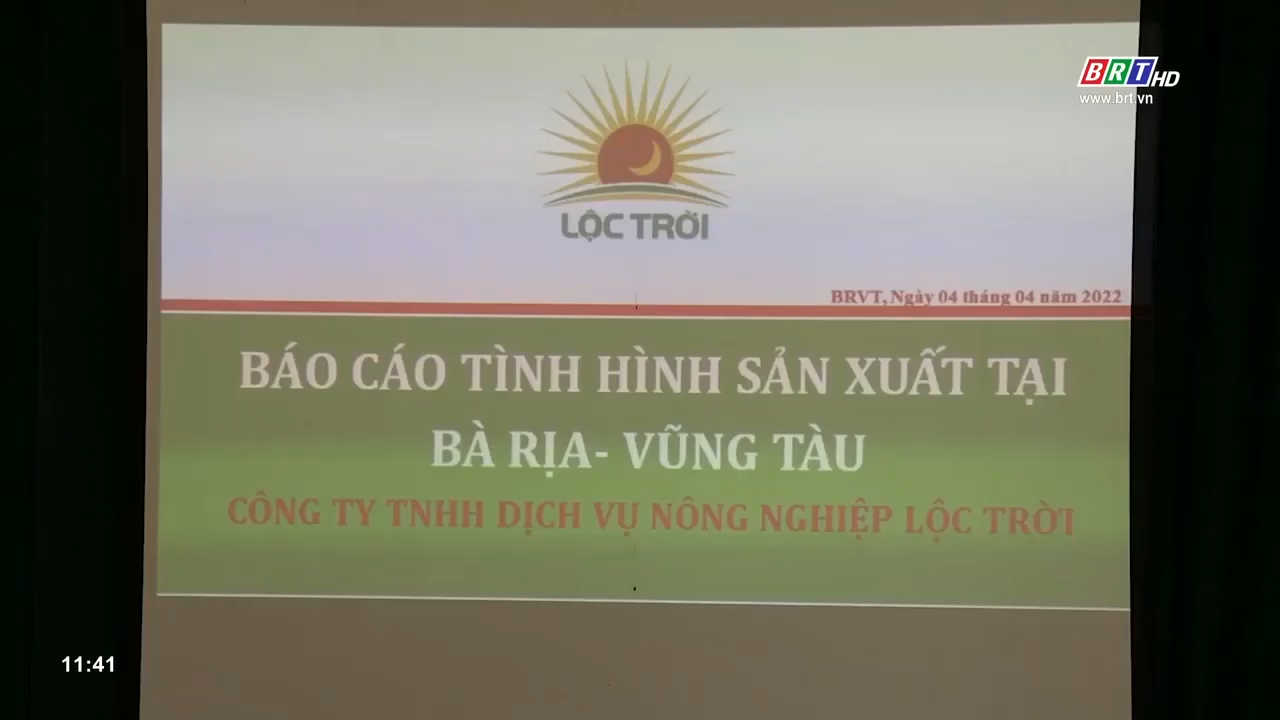 BRT HD
www.brt.vn
LỘC TRỜI
BRVT, Ngày 04 tháng 04 năm 2022
BÁO CÁO TÌNH HÌNH SẢN XUẤT TẠI
BÀ RỊA- VŨNG TÀU
CÔNG TY TNHH DỊCH VỤ NÔNG NGHIỆP LỘC TRỜI
11:41